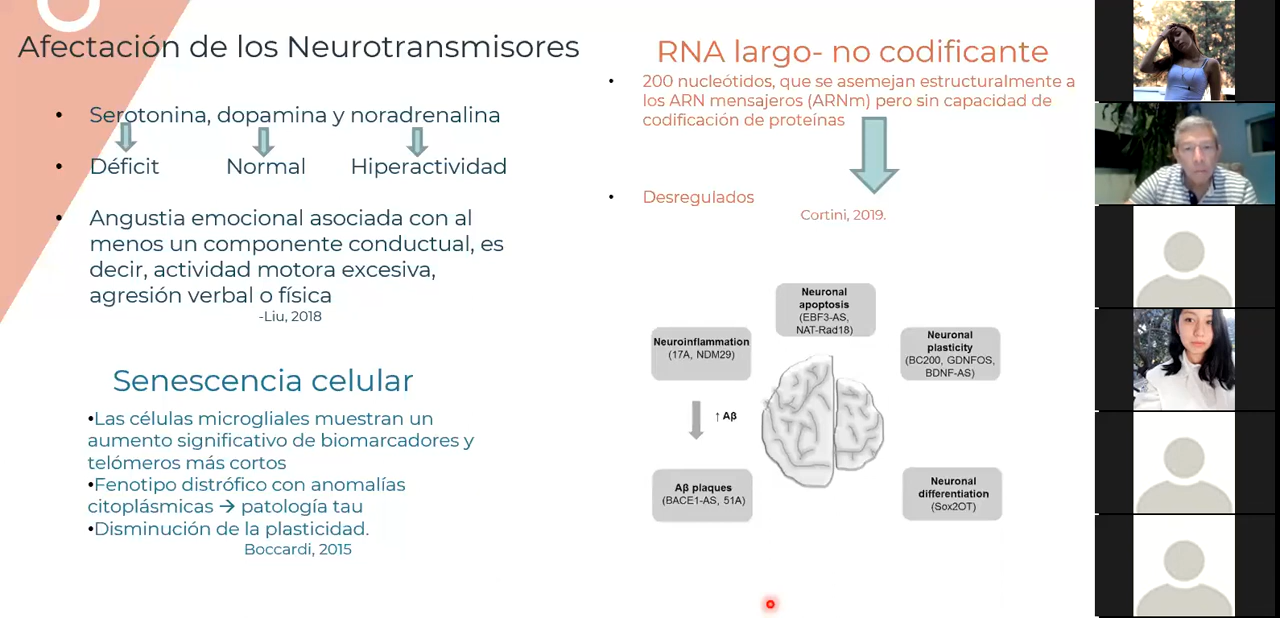 Afectación de los Neurotransmisores
• Serotonina, dopamina y noradrenalina
• Déficit Normal Hiperactividad
• Angustia emocional asociada con al
menos un componente conductual, es
decir, actividad motora excesiva,
agresión verbal o física
-Liu, 2018
Senescencia celular
•Las células microgliales muestran un
aumento significativo de biomarcadores y
telómeros más cortos
•Fenotipo distrófico con anomalías
citoplásmicas → patología tau
•Disminución de la plasticidad.
Boccardi, 2015
RNA largo- no codificante
• 200 nucleótidos, que se asemejan estructuralmente a
los ARN mensajeros (ARNm) pero sin capacidad de
codificación de proteínas
• Desregulados
Cortini, 2019.
Neuronal
apoptosis
(EBF3-AS,
NAT-Rad18)
Neuroinflammation
(17A, NDM29)
Neuronal
plasticity
(BC200, GDNFOS,
BDNF-AS)
↑ Aβ
Aβ plaques
(BACE1-AS, 51A)
Neuronal
differentiation
(Sox2OT)